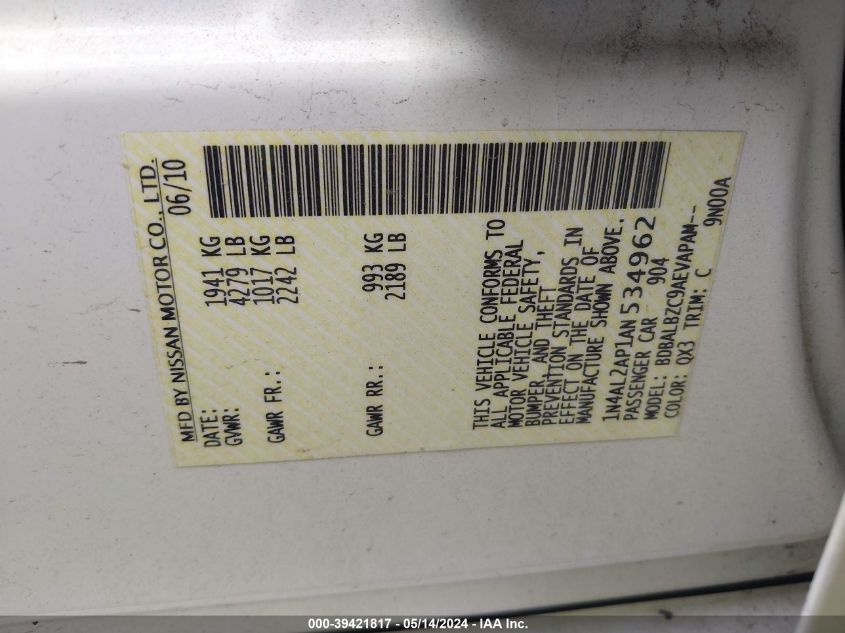 MFD BY NISSAN MOTOR CO., LTD.
DATE: 06/10
GVWR: 1941 KG
4279 LB
GAWR FR.: 1017 KG
2242 LB
GAWR RR.: 993 KG
2189 LB
THIS VEHICLE CONFORMS TO
ALL APPLICABLE FEDERAL
MOTOR VEHICLE SAFETY,
BUMPER, AND THEFT
PREVENTION STANDARDS IN
EFFECT ON THE DATE OF
MANUFACTURE SHOWN ABOVE.
1N4AL2AP1AN534962
PASSENGER CAR 904
MODEL: BDBALBZC9AEVAPAM--
COLOR: QX3 TRIM: C 9N00A
000-39421817 - 05/14/2024 - IAA Inc.